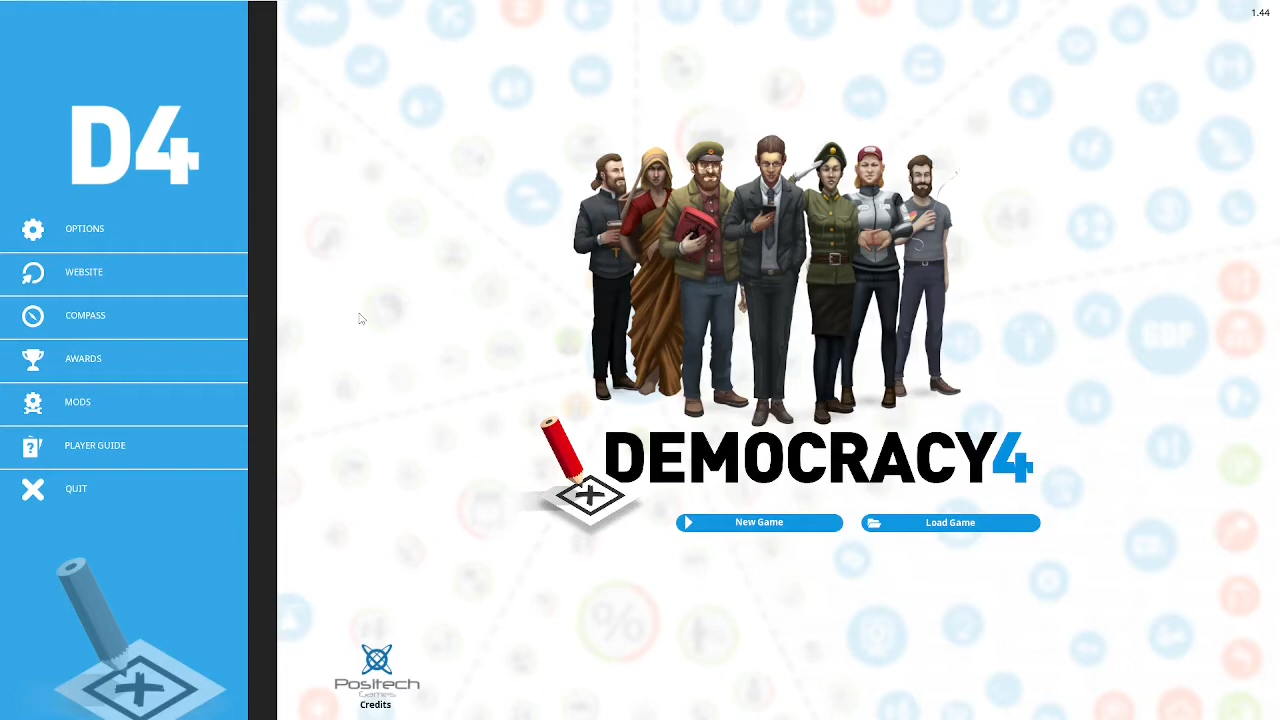 1.44
D4
OPTIONS
WEBSITE
COMPASS
AWARDS
MODS
PLAYER GUIDE
QUIT
GDP
DEMOCRACY4
New Game
Load Game
%
Positech
Games
Credits